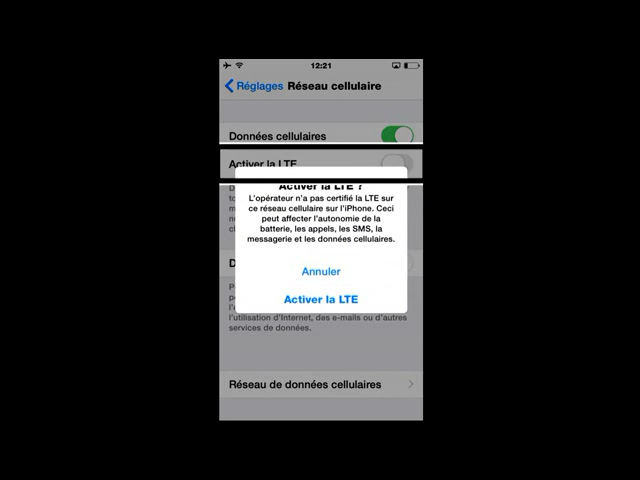 12:21
Réglages Réseau cellulaire
Données cellulaires
Activer la LTE
Activer la LTE ?
L'opérateur n'a pas certifié la LTE sur
ce réseau cellulaire sur l'iPhone. Ceci
peut affecter l'autonomie de la
batterie, les appels, les SMS, la
messagerie et les données cellulaires.
Annuler
Activer la LTE
l'utilisation d'Internet, des e-mails ou d'autres
services de données.
Réseau de données cellulaires